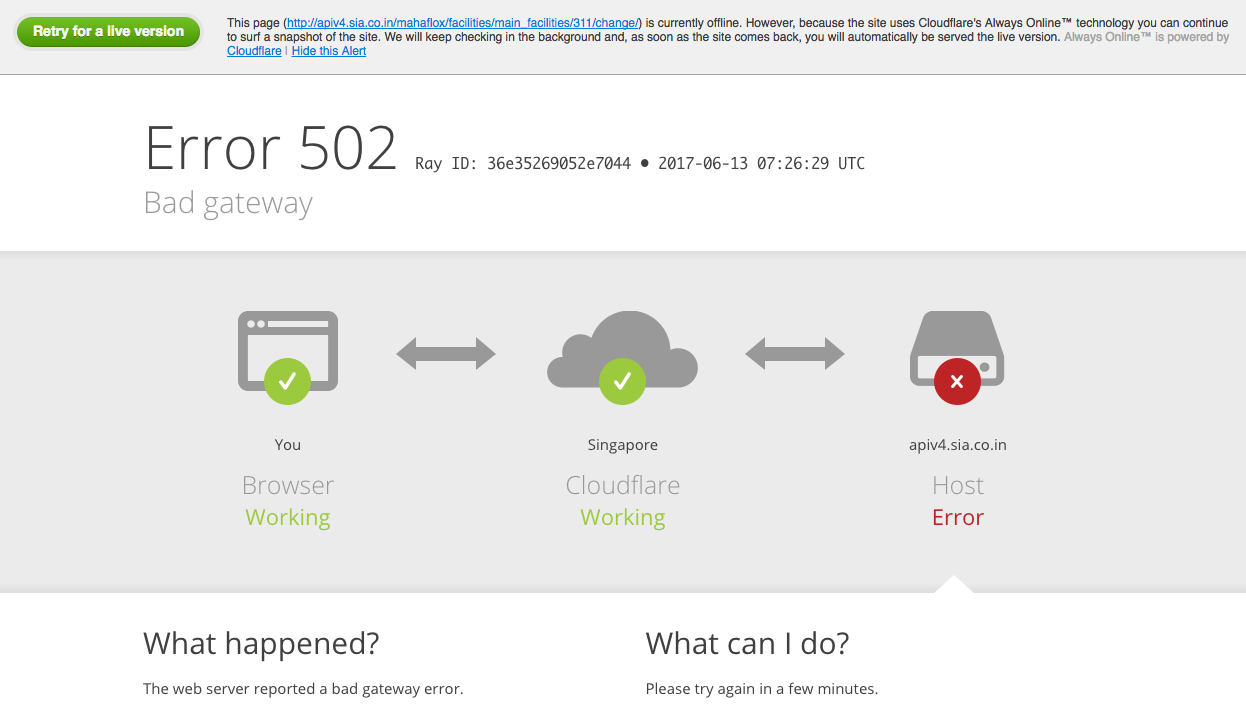 Retry for a live version
This page (http://apiv4.sia.co.in/mahaflox/facilities/main_facilities/311/change/) is currently offline. However, because the site uses Cloudflare's Always Online™ technology you can continue
to surf a snapshot of the site. We will keep checking in the background and, as soon as the site comes back, you will automatically be served the live version. Always Online™ is powered by
Cloudflare | Hide this Alert
Error 502 Ray ID: 36e35269052e7044 • 2017-06-13 07:26:29 UTC
Bad gateway
You
Browser
Working
Singapore
Cloudflare
Working
apiv4.sia.co.in
Host
Error
What happened?
The web server reported a bad gateway error.
What can I do?
Please try again in a few minutes.